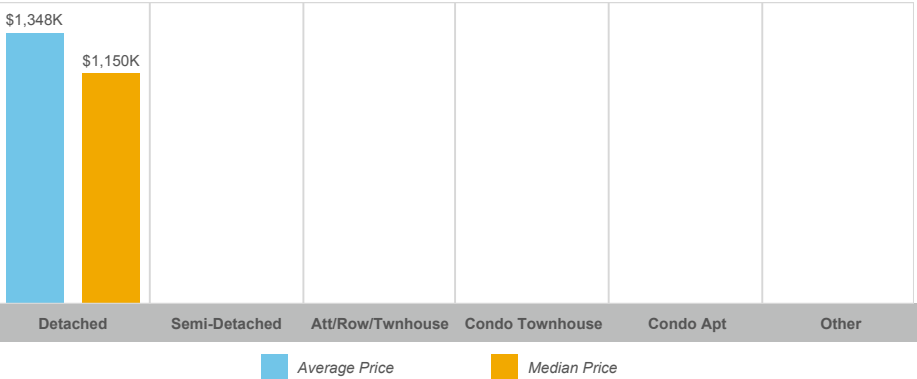 $1,348K
$1,150K
Detached Semi-Detached Att/Row/Twnhouse Condo Townhouse Condo Apt Other
Average Price Median Price